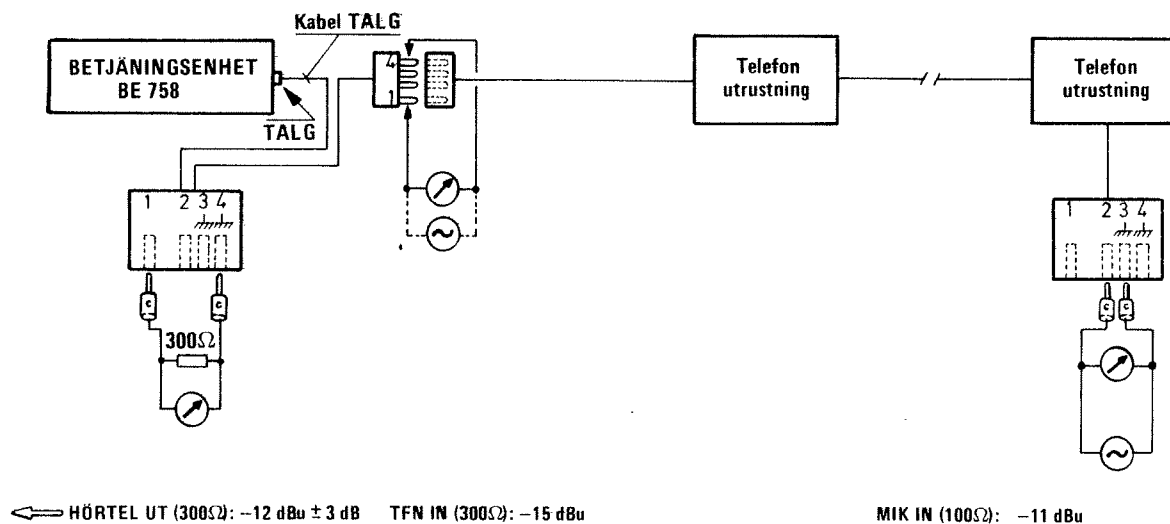 Kabel TALG
BETJÄNINGSENHET
BE 758
TALG
4
1
Telefon
utrustning
Telefon
utrustning
1 2 3 4
1 2 3 4
c c
c c
300Ω
HÖRTEL UT (300Ω): -12 dBu ± 3 dB TFN IN (300Ω): -15 dBu MIK IN (100Ω): -11 dBu